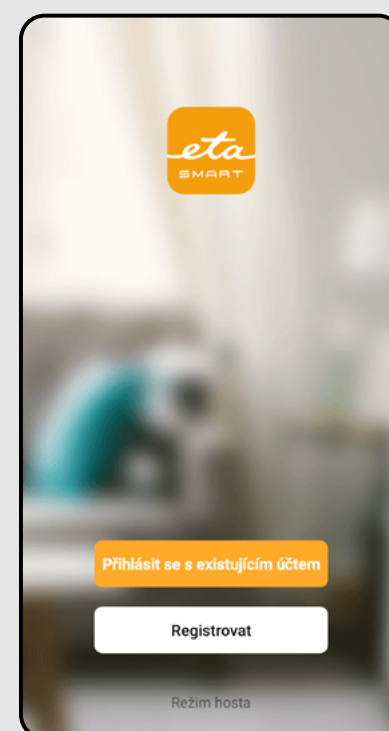 eta
SMART
Přihlásit se s existujícím účtem
Registrovat
Režim hosta